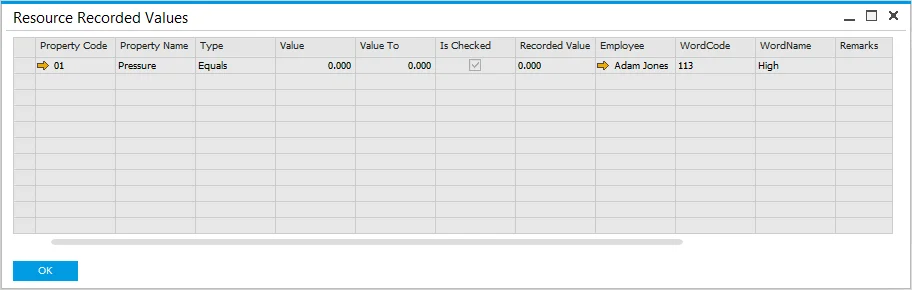 Resource Recorded Values
Property Code Property Name Type Value Value To Is Checked Recorded Value Employee WordCode WordName Remarks
01 Pressure Equals 0.000 0.000 0.000 Adam Jones 113 High
OK